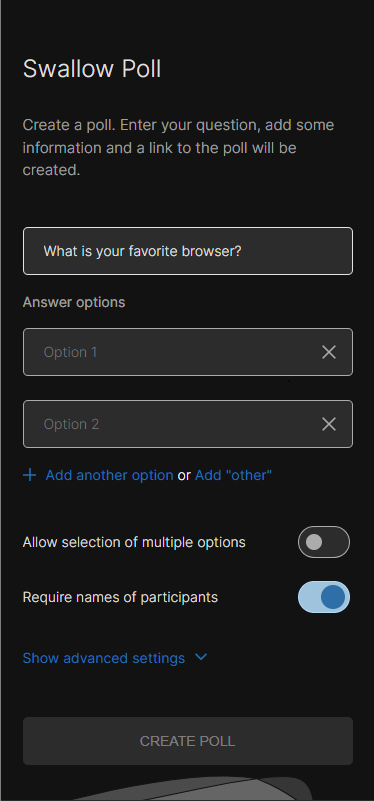 Swallow Poll
Create a poll. Enter your question, add some
information and a link to the poll will be
created.
What is your favorite browser?
Answer options
Option 1
Option 2
Add another option or Add "other"
Allow selection of multiple options
Require names of participants
Show advanced settings
CREATE POLL